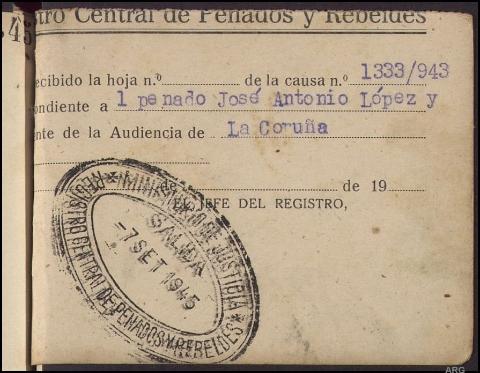 45
stro Central de Penados y Rebeldes
ecibido la hoja n.º de la causa n.º 1333/943
ondiente a l penado José Antonio López y
nte de la Audiencia de La Coruña
de de 19
EL JEFE DEL REGISTRO,
MINISTERIO DE JUSTICIA
SALIDA
-7 SET 1945
REGISTRO CENTRAL DE PENADOS Y REBELDES
ARG